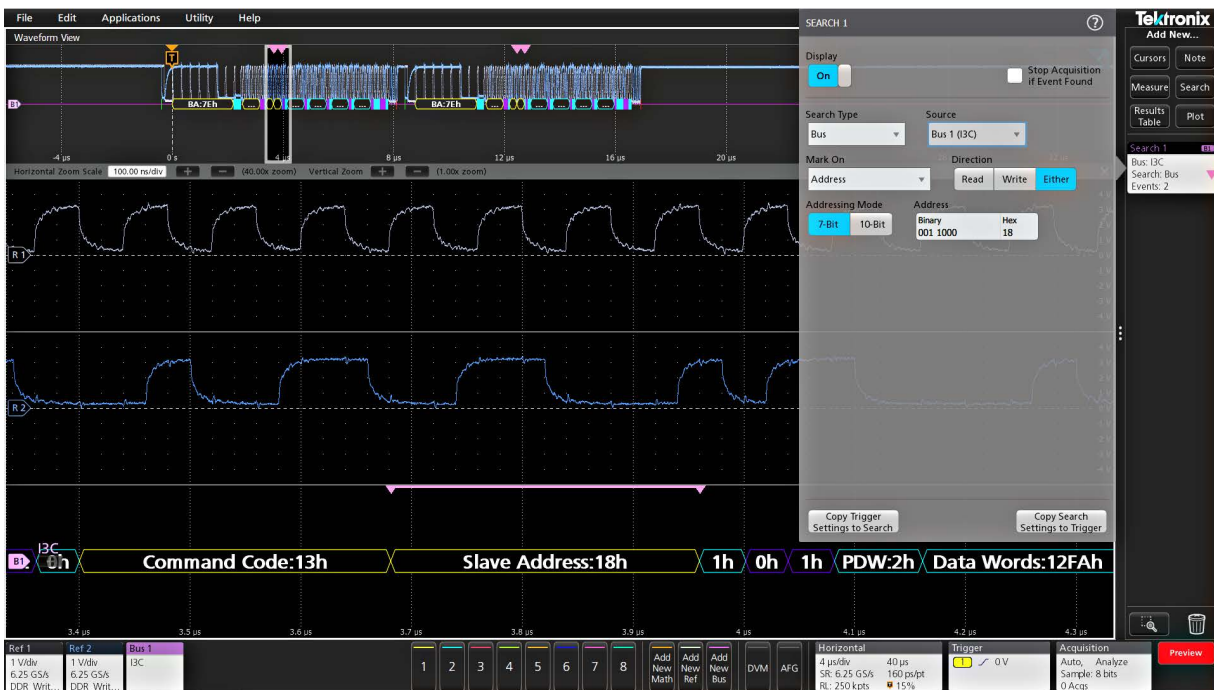 File Edit Applications Utility Help
Waveform View
T
B1
BA:7Eh ... ... ... ... ... BA:7Eh ... ... ... ... ...
-4 µs 0 s 4 µs 8 µs 12 µs 16 µs 20 µs
Horizontal Zoom Scale 100.00 ns/div + - (40.00x zoom) Vertical Zoom + - (1.00x zoom)
R 1
R 2
I3C
B1 0h Command Code:13h Slave Address:18h 1h 0h 1h PDW:2h Data Words:12FAh
3.4 µs 3.5 µs 3.6 µs 3.7 µs 3.8 µs 3.9 µs 4 µs 4.1 µs 4.2 µs 4.3 µs
SEARCH 1 ?
Display
On
Stop Acquisition
if Event Found
Search Type Source
Bus Bus 1 (I3C)
Mark On Direction
Address Read Write Either
Addressing Mode Address
7-Bit 10-Bit Binary Hex
001 1000 18
Copy Trigger
Settings to Search
Copy Search
Settings to Trigger
Tektronix
Add New...
Cursors Note
Measure Search
Results
Table
Plot
Search 1 B1
Bus: I3C
Search: Bus
Events: 2
Ref 1
1 V/div
6.25 GS/s
DDR_Writ...
Ref 2
1 V/div
6.25 GS/s
DDR_Writ...
Bus 1
I3C
1 2 3 4 5 6 7 8
Add
New
Math
Add
New
Ref
Add
New
Bus
DVM AFG
Horizontal
4 µs/div 40 µs
SR: 6.25 GS/s 160 ps/pt
RL: 250 kpts 15%
Trigger
1 0 V
Acquisition
Auto, Analyze
Sample: 8 bits
0 Acqs
Preview